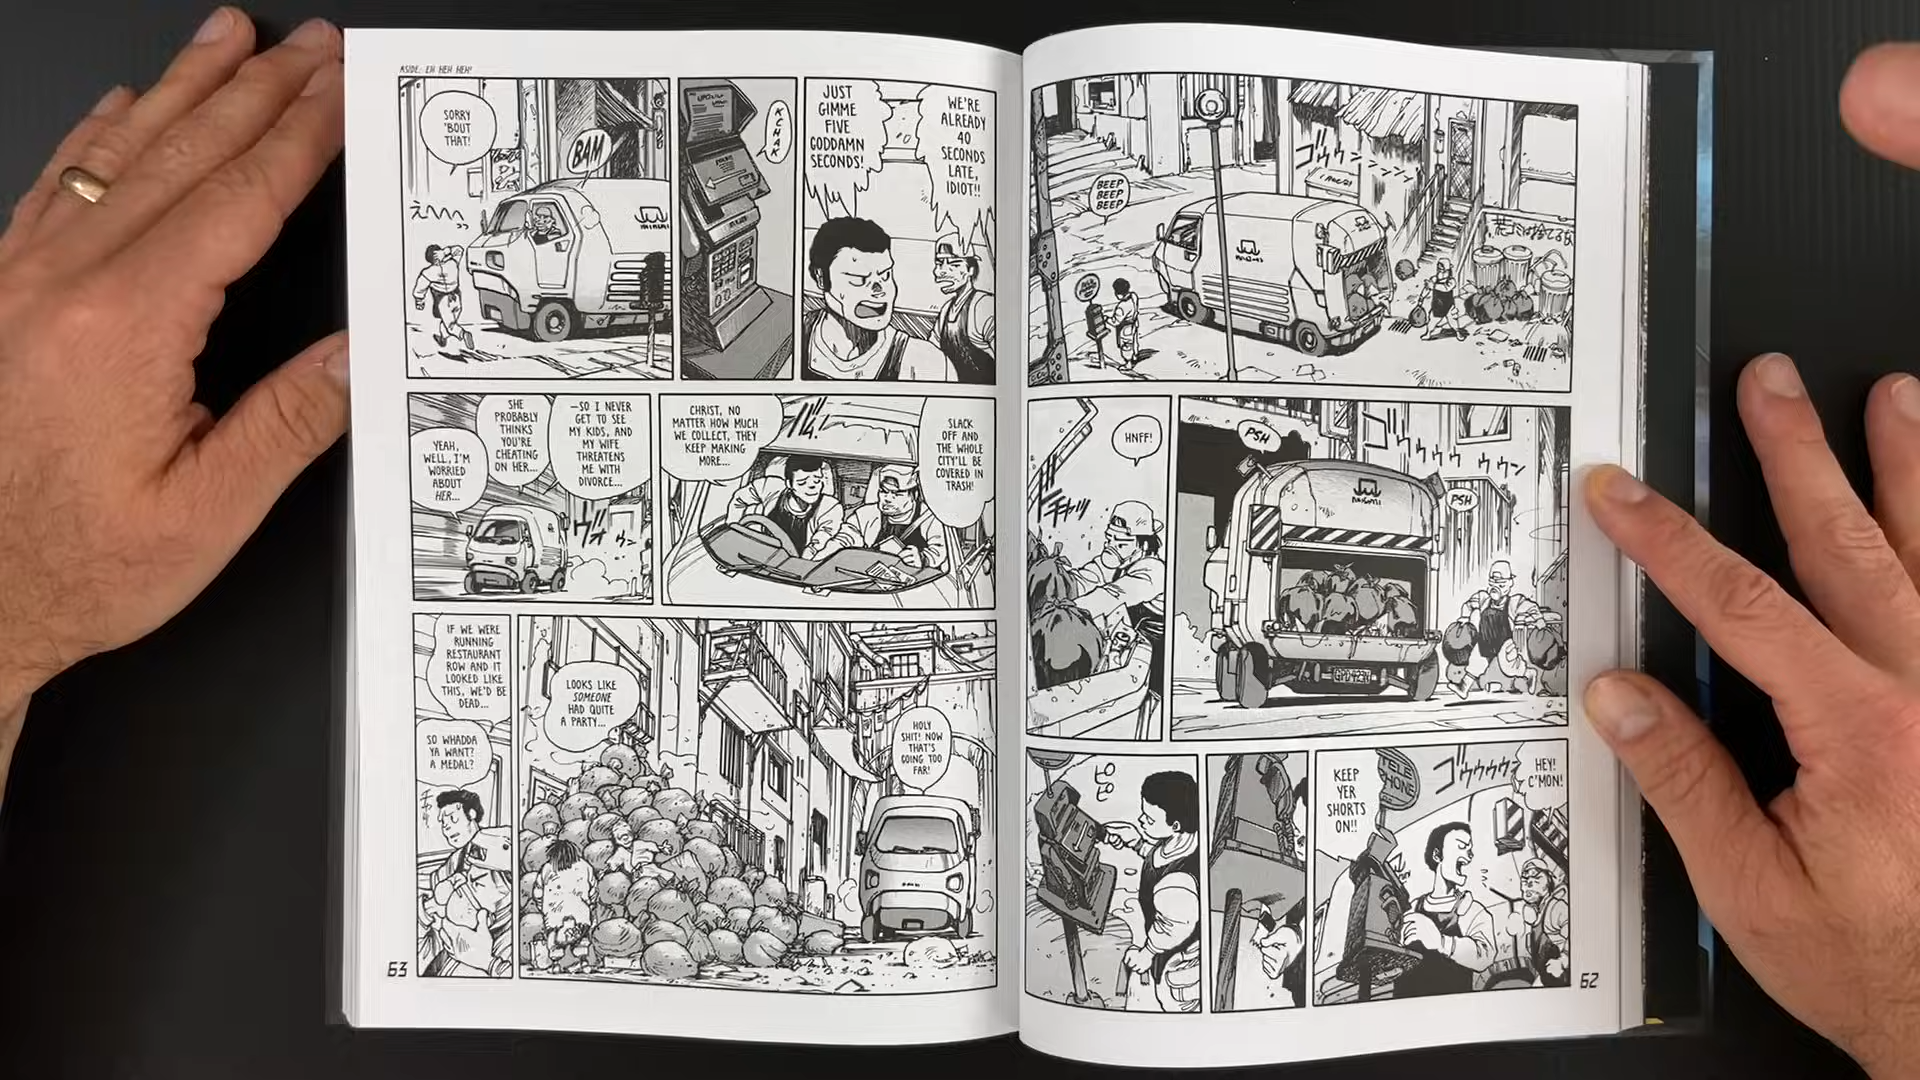 BEEP
BEEP
BEEP
PSH
PSH
HNFF!
HEY!
C'MON!
TELE
PHONE
KEEP
YER
SHORTS
ON!!
ピピ
62
ASIDE: EH HEH HEH!
WE'RE
ALREADY
40
SECONDS
LATE,
IDIOT!!
JUST
GIMME
FIVE
GODDAMN
SECONDS!
KCHAK
BAM
SORRY
'BOUT
THAT!
SLACK
OFF AND
THE WHOLE
CITY'LL BE
COVERED IN
TRASH!
CHRIST, NO
MATTER HOW MUCH
WE COLLECT, THEY
KEEP MAKING
MORE...
—SO I NEVER
GET TO SEE
MY KIDS, AND
MY WIFE
THREATENS
ME WITH
DIVORCE...
SHE
PROBABLY
THINKS
YOU'RE
CHEATING
ON HER...
YEAH,
WELL, I'M
WORRIED
ABOUT
HER...
HOLY
SHIT! NOW
THAT'S
GOING TOO
FAR!
LOOKS LIKE
SOMEONE
HAD QUITE
A PARTY...
IF WE WERE
RUNNING
RESTAURANT
ROW AND IT
LOOKED LIKE
THIS, WE'D BE
DEAD...
SO WHADDA
YA WANT?
A MEDAL?
63